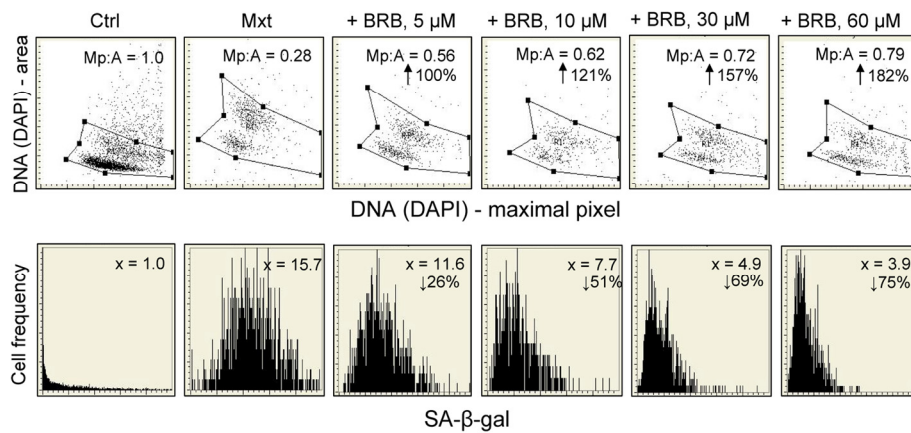 Ctrl Mxt + BRB, 5 µM + BRB, 10 µM + BRB, 30 µM + BRB, 60 µM
DNA (DAPI) - area
Mp:A = 1.0 Mp:A = 0.28 Mp:A = 0.56 Mp:A = 0.62 Mp:A = 0.72 Mp:A = 0.79
↑ 100% ↑ 121% ↑ 157% ↑ 182%
DNA (DAPI) - maximal pixel
Cell frequency
x = 1.0 x = 15.7 x = 11.6 x = 7.7 x = 4.9 x = 3.9
↓26% ↓51% ↓69% ↓75%
SA-β-gal